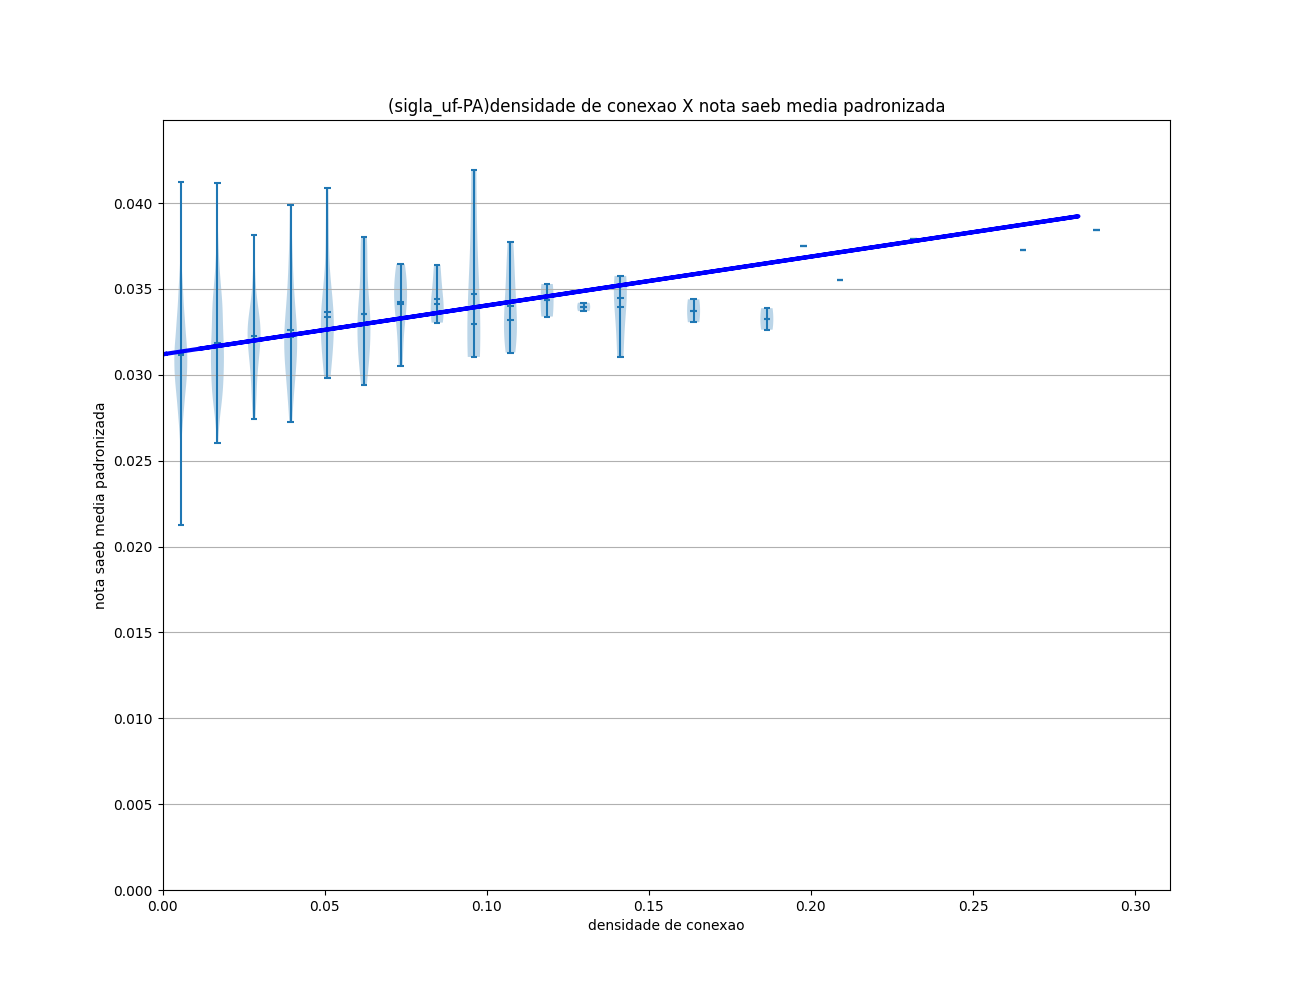 (sigla_uf-PA)densidade de conexao X nota saeb media padronizada
0.040
0.035
0.030
0.025
0.020
0.015
0.010
0.005
0.000
nota saeb media padronizada
0.00 0.05 0.10 0.15 0.20 0.25 0.30
densidade de conexao